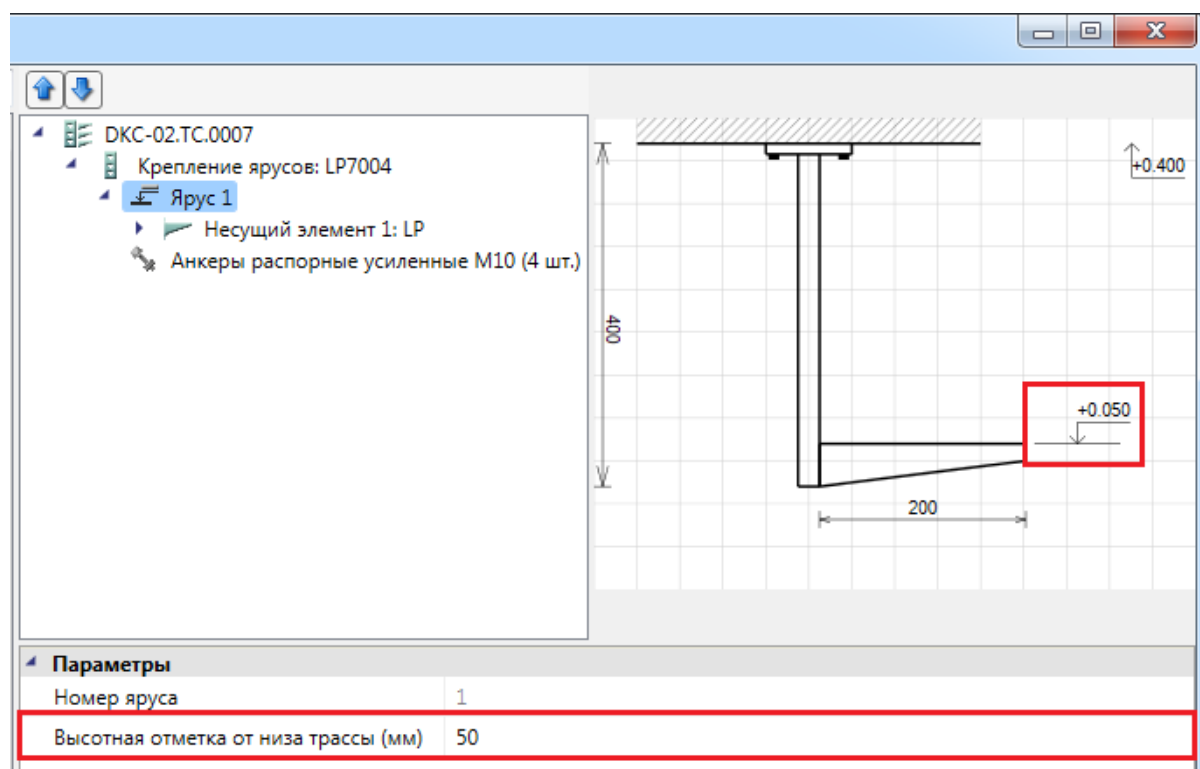 DKC-02.TC.0007
Крепление ярусов: LP7004
Ярус 1
Несущий элемент 1: LP
Анкеры распорные усиленные М10 (4 шт.)
+0.400
400
+0.050
200
Параметры
Номер яруса 1
Высотная отметка от низа трассы (мм) 50